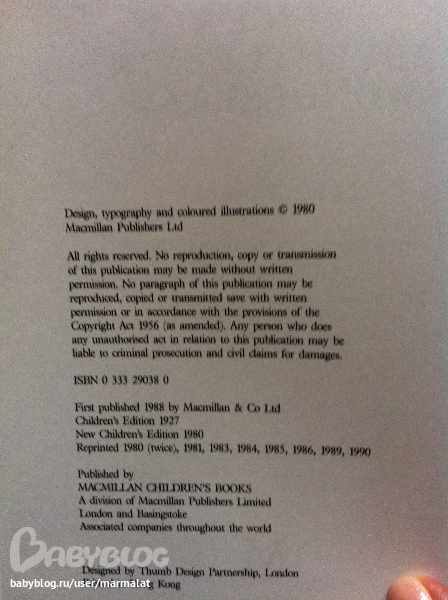 Design, typography and coloured illustrations © 1980
Macmillan Publishers Ltd
All rights reserved. No reproduction, copy or transmission
of this publication may be made without written
permission. No paragraph of this publication may be
reproduced, copied or transmitted save with written
permission or in accordance with the provisions of the
Copyright Act 1956 (as amended). Any person who does
any unauthorised act in relation to this publication may be
liable to criminal prosecution and civil claims for damages.
ISBN 0 333 29038 0
First published 1988 by Macmillan & Co Ltd
Children's Edition 1927
New Children's Edition 1980
Reprinted 1980 (twice), 1981, 1983, 1984, 1985, 1986, 1989, 1990
Published by
MACMILLAN CHILDREN'S BOOKS
A division of Macmillan Publishers Limited
London and Basingstoke
Associated companies throughout the world
BABYBLOG
Designed by Thumb Design Partnership, London
babyblog.ru/user/marmalat
Kong